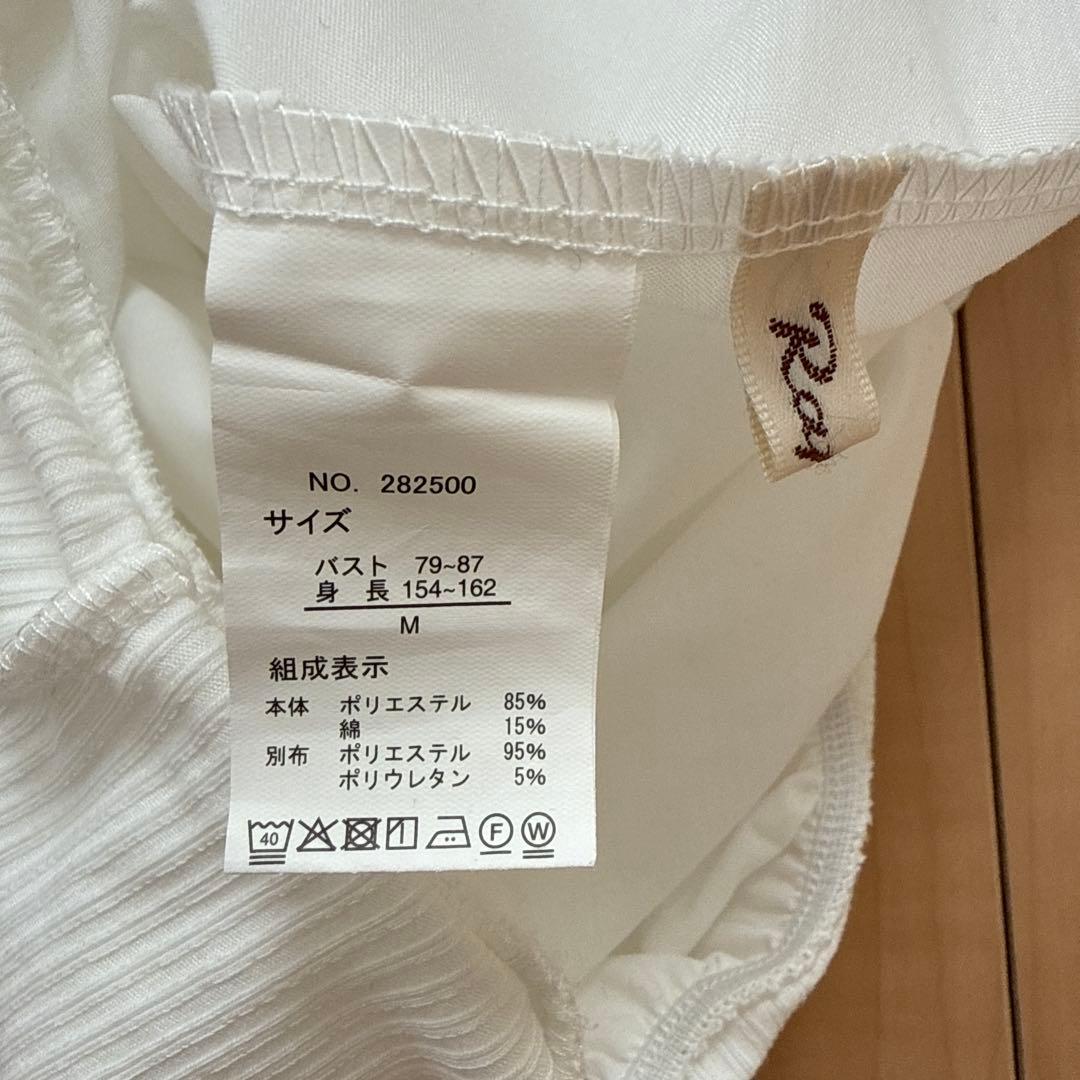 NO. 282500
サイズ
バスト 79~87
身 長 154~162
M
組成表示
本体 ポリエステル 85%
綿 15%
別布 ポリエステル 95%
ポリウレタン 5%
40 F W